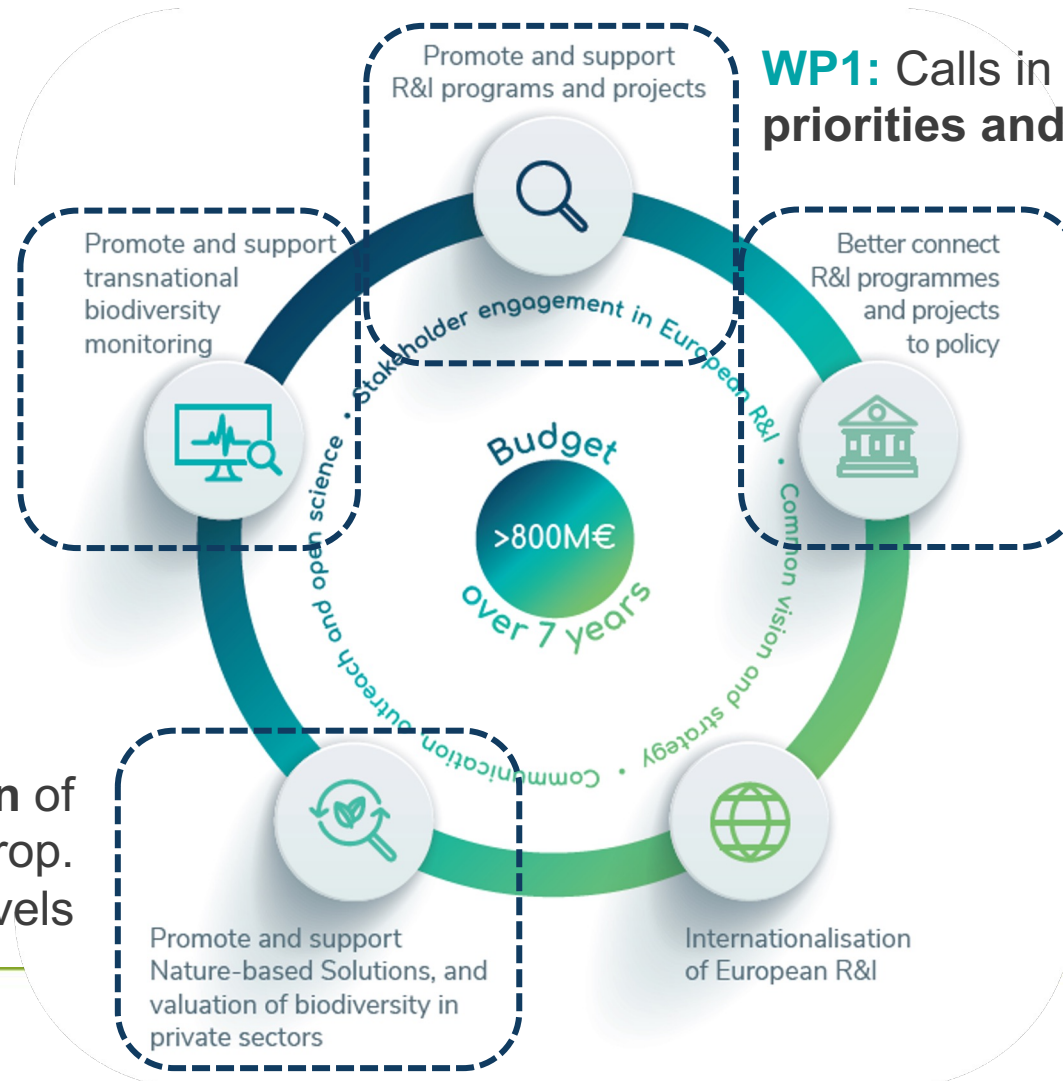 Promote and support
R&I programs and projects
WP1: Calls in
priorities and
Promote and support
transnational
biodiversity
monitoring
Better connect
R&I programmes
and projects
to policy
• Stakeholder engagement in European R&I • Common vision and strategy • Communication, outreach and open science
Budget
>800M€
over 7 years
n of
rop.
vels
Promote and support
Nature-based Solutions, and
valuation of biodiversity in
private sectors
Internationalisation
of European R&I